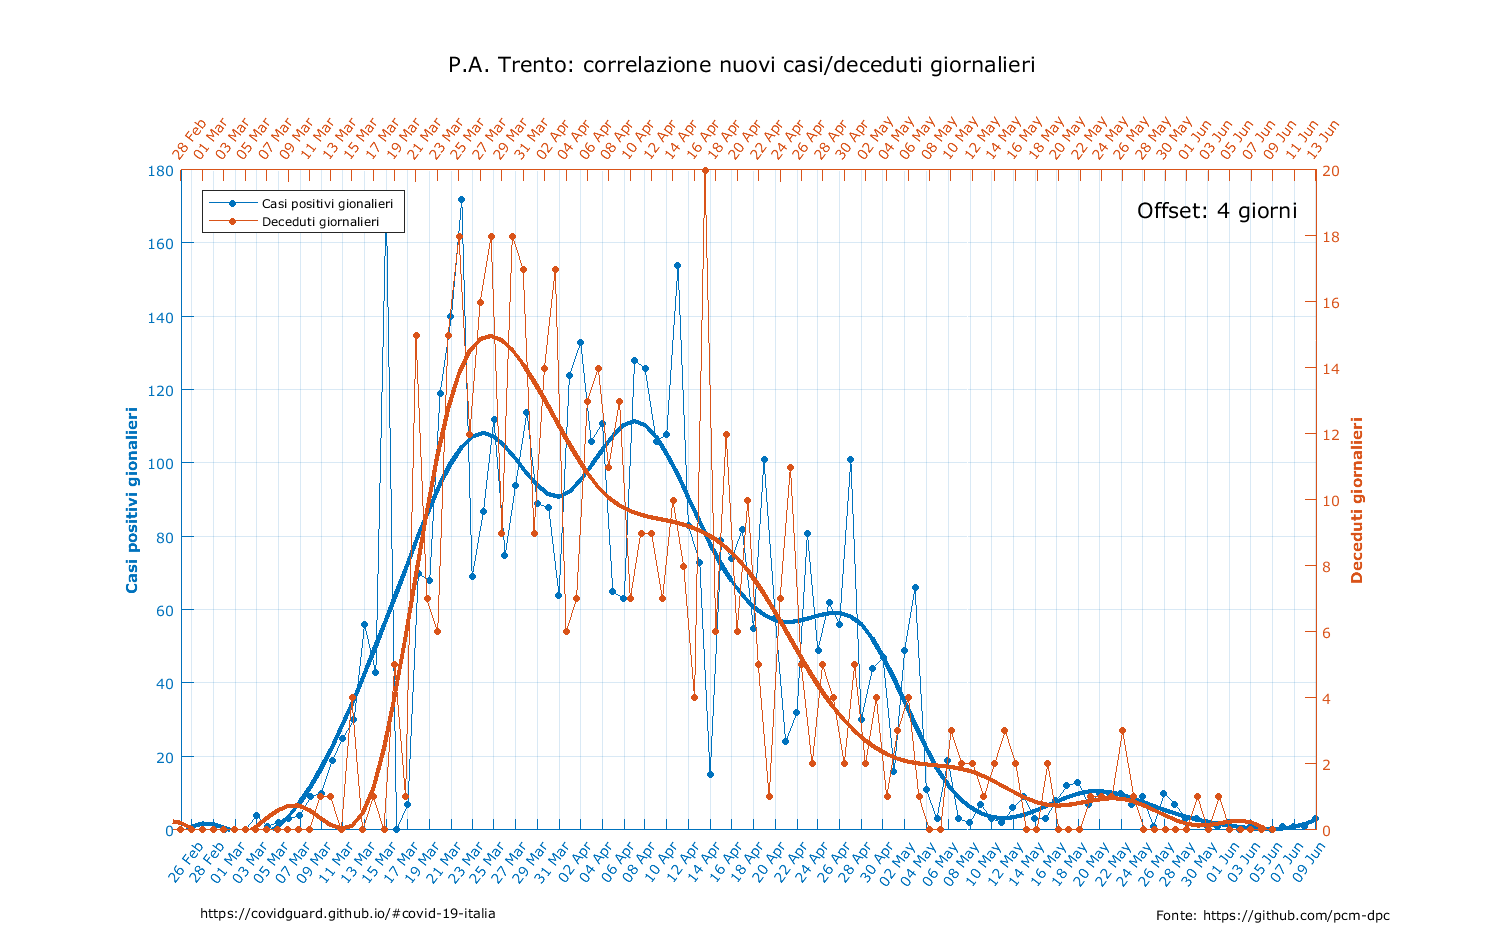 P.A. Trento: correlazione nuovi casi/deceduti giornalieri
28 Feb 01 Mar 03 Mar 05 Mar 07 Mar 09 Mar 11 Mar 13 Mar 15 Mar 17 Mar 19 Mar 21 Mar 23 Mar 25 Mar 27 Mar 29 Mar 31 Mar 02 Apr 04 Apr 06 Apr 08 Apr 10 Apr 12 Apr 14 Apr 16 Apr 18 Apr 20 Apr 22 Apr 24 Apr 26 Apr 28 Apr 30 Apr 02 May 04 May 06 May 08 May 10 May 12 May 14 May 16 May 18 May 20 May 22 May 24 May 26 May 28 May 30 May 01 Jun 03 Jun 05 Jun 07 Jun 09 Jun 11 Jun 13 Jun
180
160
140
120
100
80
60
40
20
0
Casi positivi gionalieri
Casi positivi gionalieri
Deceduti giornalieri
Offset: 4 giorni
20
18
16
14
12
10
8
6
4
2
0
Deceduti giornalieri
26 Feb 28 Feb 01 Mar 03 Mar 05 Mar 07 Mar 09 Mar 11 Mar 13 Mar 15 Mar 17 Mar 19 Mar 21 Mar 23 Mar 25 Mar 27 Mar 29 Mar 31 Mar 02 Apr 04 Apr 06 Apr 08 Apr 10 Apr 12 Apr 14 Apr 16 Apr 18 Apr 20 Apr 22 Apr 24 Apr 26 Apr 28 Apr 30 Apr 02 May 04 May 06 May 08 May 10 May 12 May 14 May 16 May 18 May 20 May 22 May 24 May 26 May 28 May 30 May 01 Jun 03 Jun 05 Jun 07 Jun 09 Jun
https://covidguard.github.io/#covid-19-italia
Fonte: https://github.com/pcm-dpc